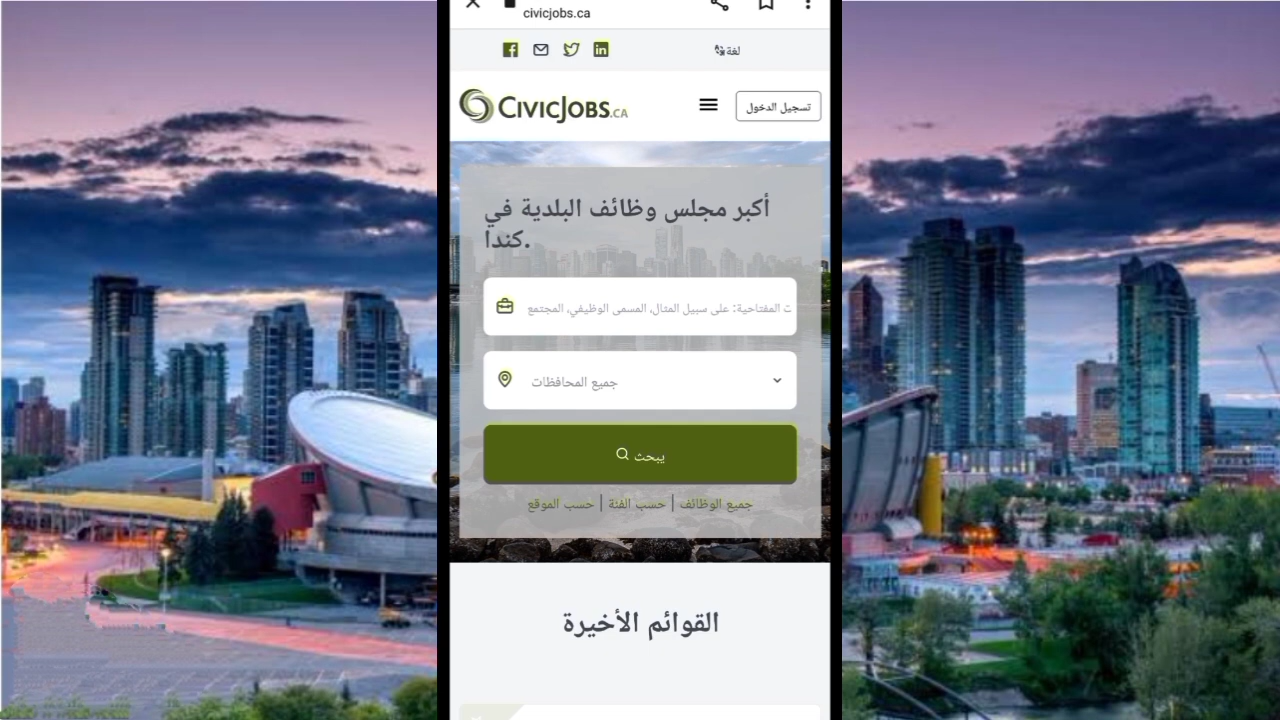 civicjobs.ca
لغة
CIVICJOBS.CA
تسجيل الدخول
أكبر مجلس وظائف البلدية في
كندا.
ت المفتاحية: على سبيل المثال، المسمى الوظيفي، المجتمع
جميع المحافظات
يبحث
جميع الوظائف | حسب الفئة | حسب الموقع
القوائم الأخيرة